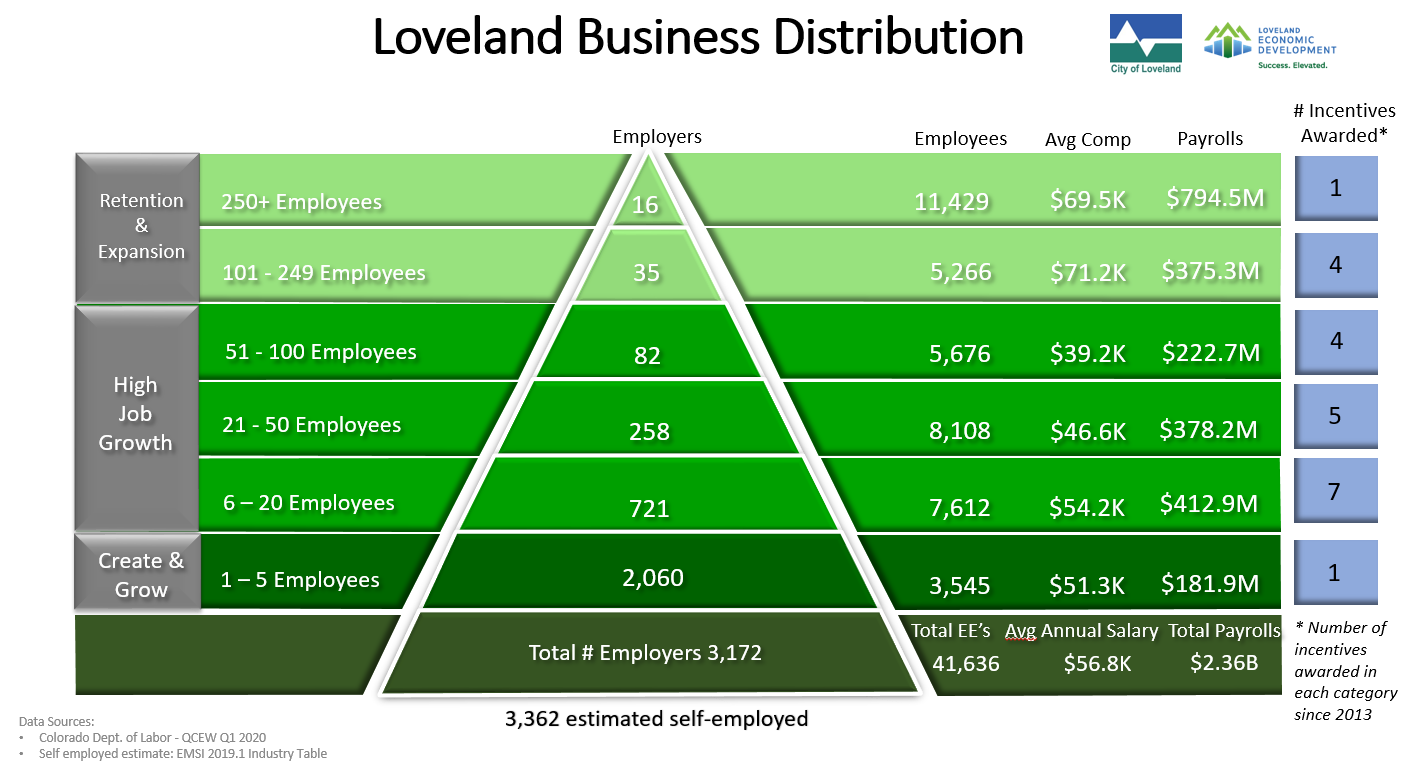 Loveland Business Distribution
City of Loveland
LOVELAND
ECONOMIC
DEVELOPMENT
Success. Elevated.
Employers
Employees
Avg Comp
Payrolls
# Incentives
Awarded*
Retention
&
Expansion
250+ Employees
16
11,429
$69.5K
$794.5M
1
101 - 249 Employees
35
5,266
$71.2K
$375.3M
4
High
Job
Growth
51 - 100 Employees
82
5,676
$39.2K
$222.7M
4
21 - 50 Employees
258
8,108
$46.6K
$378.2M
5
6 – 20 Employees
721
7,612
$54.2K
$412.9M
7
Create &
Grow
1 – 5 Employees
2,060
3,545
$51.3K
$181.9M
1
Total # Employers 3,172
Total EE's
Avg Annual Salary
Total Payrolls
41,636
$56.8K
$2.36B
* Number of
incentives
awarded in
each category
since 2013
3,362 estimated self-employed
Data Sources:
• Colorado Dept. of Labor - QCEW Q1 2020
• Self employed estimate: EMSI 2019.1 Industry Table